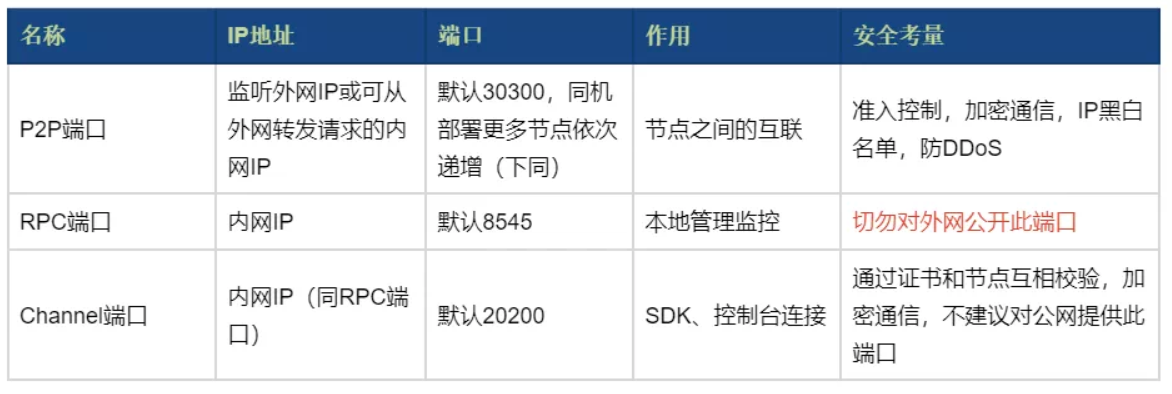 名称
IP地址
端口
作用
安全考量
P2P端口
监听外网IP或可从
外网转发请求的内
网IP
默认30300，同机
部署更多节点依次
递增（下同）
节点之间的互联
准入控制，加密通信，IP黑白
名单，防DDoS
RPC端口
内网IP
默认8545
本地管理监控
切勿对外网公开此端口
Channel端口
内网IP（同RPC端
口）
默认20200
SDK、控制台连接
通过证书和节点互相校验，加
密通信，不建议对公网提供此
端口